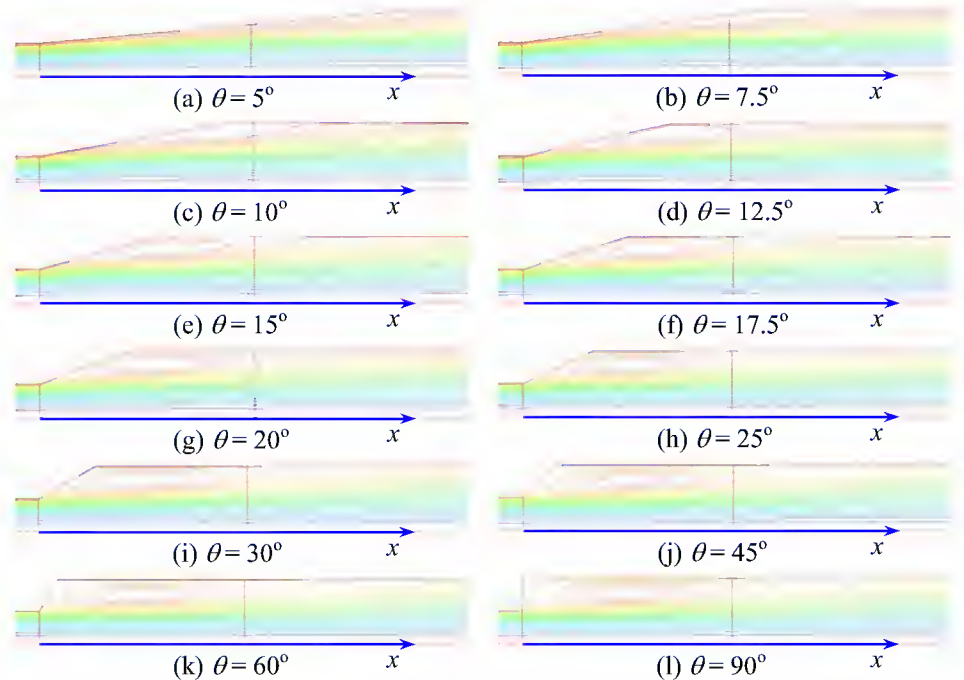 x x
(a) θ = 5° (b) θ = 7.5°
x x
(c) θ = 10° (d) θ = 12.5°
x x
(e) θ = 15° (f) θ = 17.5°
x x
(g) θ = 20° (h) θ = 25°
x x
(i) θ = 30° (j) θ = 45°
x x
(k) θ = 60° (l) θ = 90°